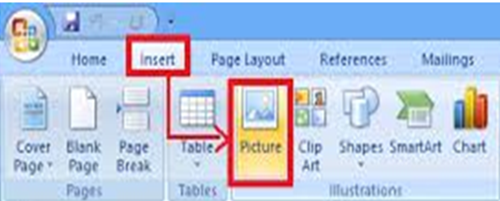 Home Insert Page Layout References Mailings
Cover Page Blank Page Page Break Table Picture Clip Art Shapes SmartArt Chart
Pages Tables Illustrations